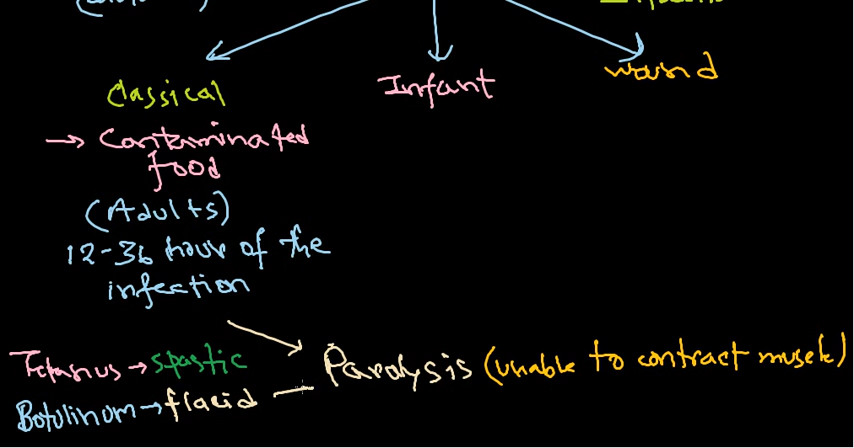 classical
Infant
wound
→ Contaminated
food
(Adults)
12-36 hour of the
infection
Tetanus → spastic
Botulinum → flacid
Paralysis (unable to contract muscle)